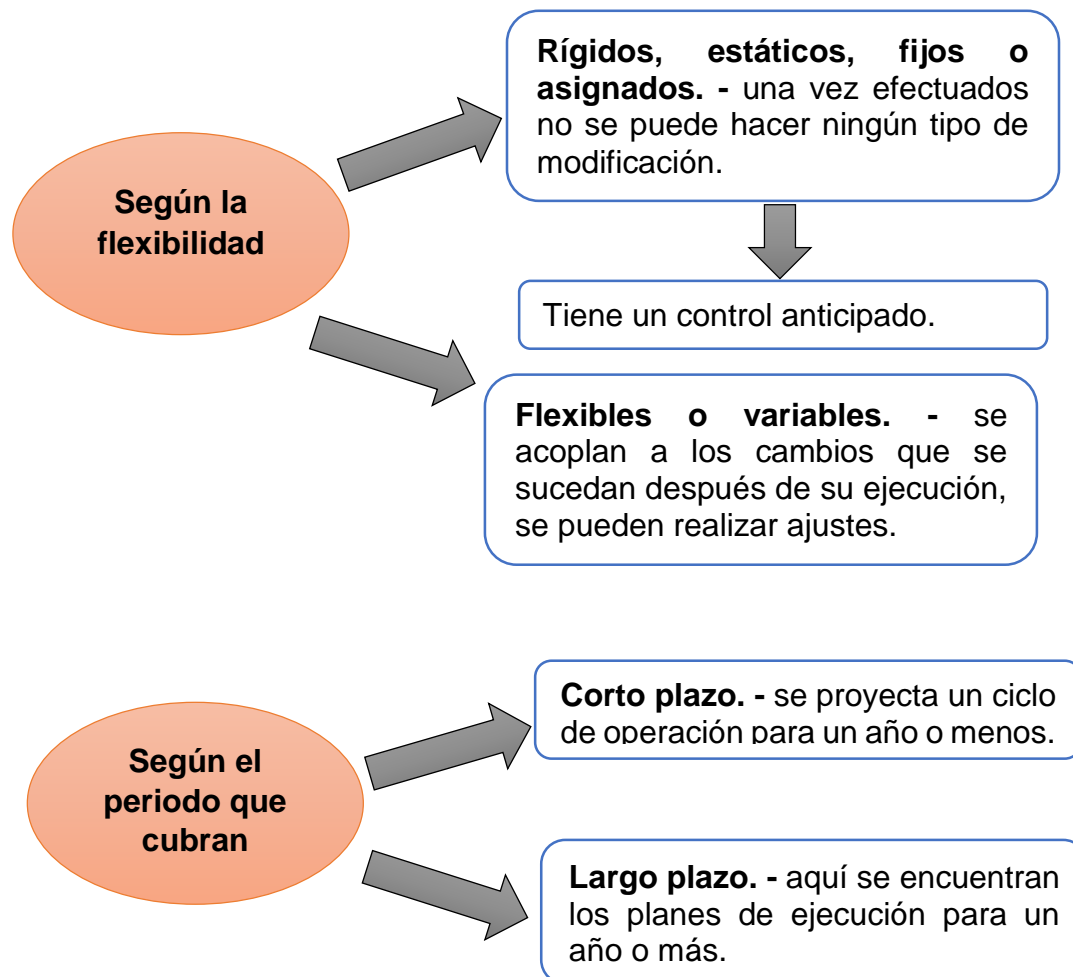 Rígidos, estáticos, fijos o
asignados. - una vez efectuados
no se puede hacer ningún tipo de
modificación.
Según la
flexibilidad
Tiene un control anticipado.
Flexibles o variables. - se
acoplan a los cambios que se
sucedan después de su ejecución,
se pueden realizar ajustes.
Corto plazo. - se proyecta un ciclo
de operación para un año o menos.
Según el
periodo que
cubran
Largo plazo. - aquí se encuentran
los planes de ejecución para un
año o más.